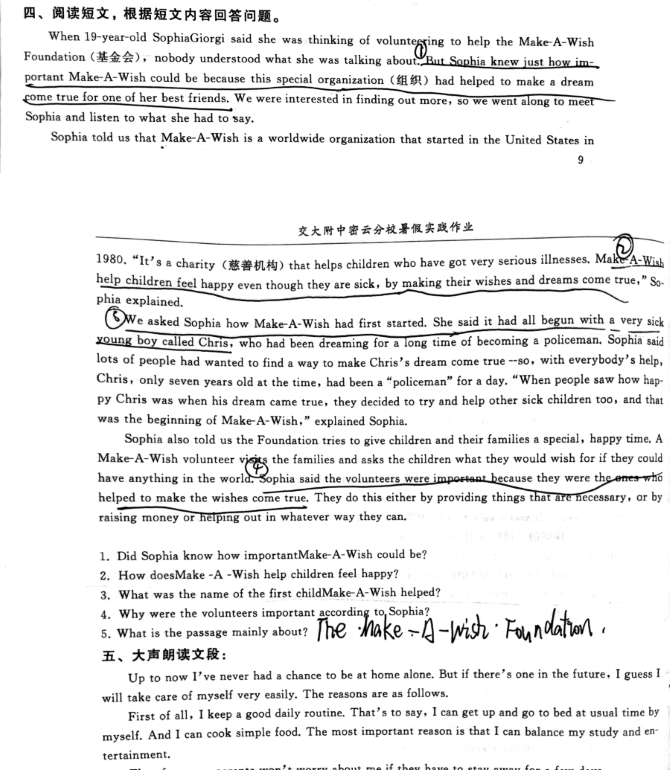 四、阅读短文，根据短文内容回答问题。
When 19-year-old SophiaGiorgi said she was thinking of volunteering to help the Make-A-Wish
Foundation（基金会）, nobody understood what she was talking about. ① But Sophia knew just how im-
portant Make-A-Wish could be because this special organization（组织）had helped to make a dream
come true for one of her best friends. We were interested in finding out more, so we went along to meet
Sophia and listen to what she had to say.
Sophia told us that Make-A-Wish is a worldwide organization that started in the United States in
9
交大附中密云分校暑假实践作业
②
1980. “It's a charity（慈善机构）that helps children who have got very serious illnesses. Make-A-Wish
help children feel happy even though they are sick, by making their wishes and dreams come true,” So-
phia explained.
③ We asked Sophia how Make-A-Wish had first started. She said it had all begun with a very sick
young boy called Chris, who had been dreaming for a long time of becoming a policeman. Sophia said
lots of people had wanted to find a way to make Chris's dream come true --so, with everybody's help,
Chris, only seven years old at the time, had been a “policeman” for a day. “When people saw how hap-
py Chris was when his dream came true, they decided to try and help other sick children too, and that
was the beginning of Make-A-Wish,” explained Sophia.
Sophia also told us the Foundation tries to give children and their families a special, happy time. A
Make-A-Wish volunteer visits the families and asks the children what they would wish for if they could
have anything in the world. ④ Sophia said the volunteers were important because they were the ones who
helped to make the wishes come true. They do this either by providing things that are necessary, or by
raising money or helping out in whatever way they can.
1. Did Sophia know how importantMake-A-Wish could be?
2. How doesMake -A -Wish help children feel happy?
3. What was the name of the first childMake-A-Wish helped?
4. Why were the volunteers important according to Sophia?
5. What is the passage mainly about? The Make-A-Wish Foundation.
五、大声朗读文段：
Up to now I've never had a chance to be at home alone. But if there's one in the future, I guess I
will take care of myself very easily. The reasons are as follows.
First of all, I keep a good daily routine. That's to say, I can get up and go to bed at usual time by
myself. And I can cook simple food. The most important reason is that I can balance my study and en-
tertainment.
parents won't worry about me if they have to stay away for a few days